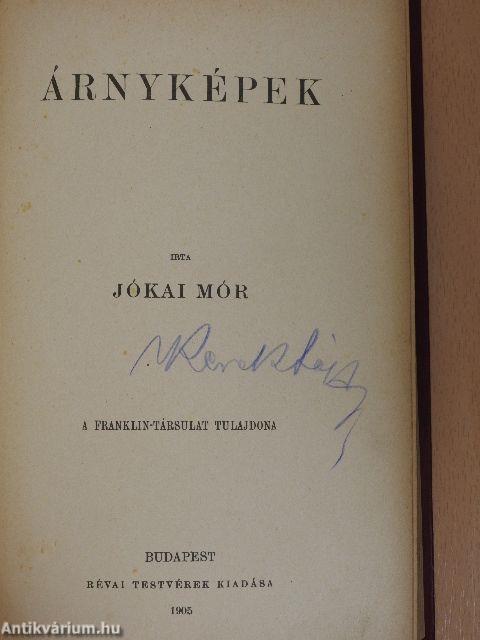 ÁRNYKÉPEK
IRTA
JÓKAI MÓR
A FRANKLIN-TÁRSULAT TULAJDONA
BUDAPEST
RÉVAI TESTVÉREK KIADÁSA
1905
Antikvárium.hu